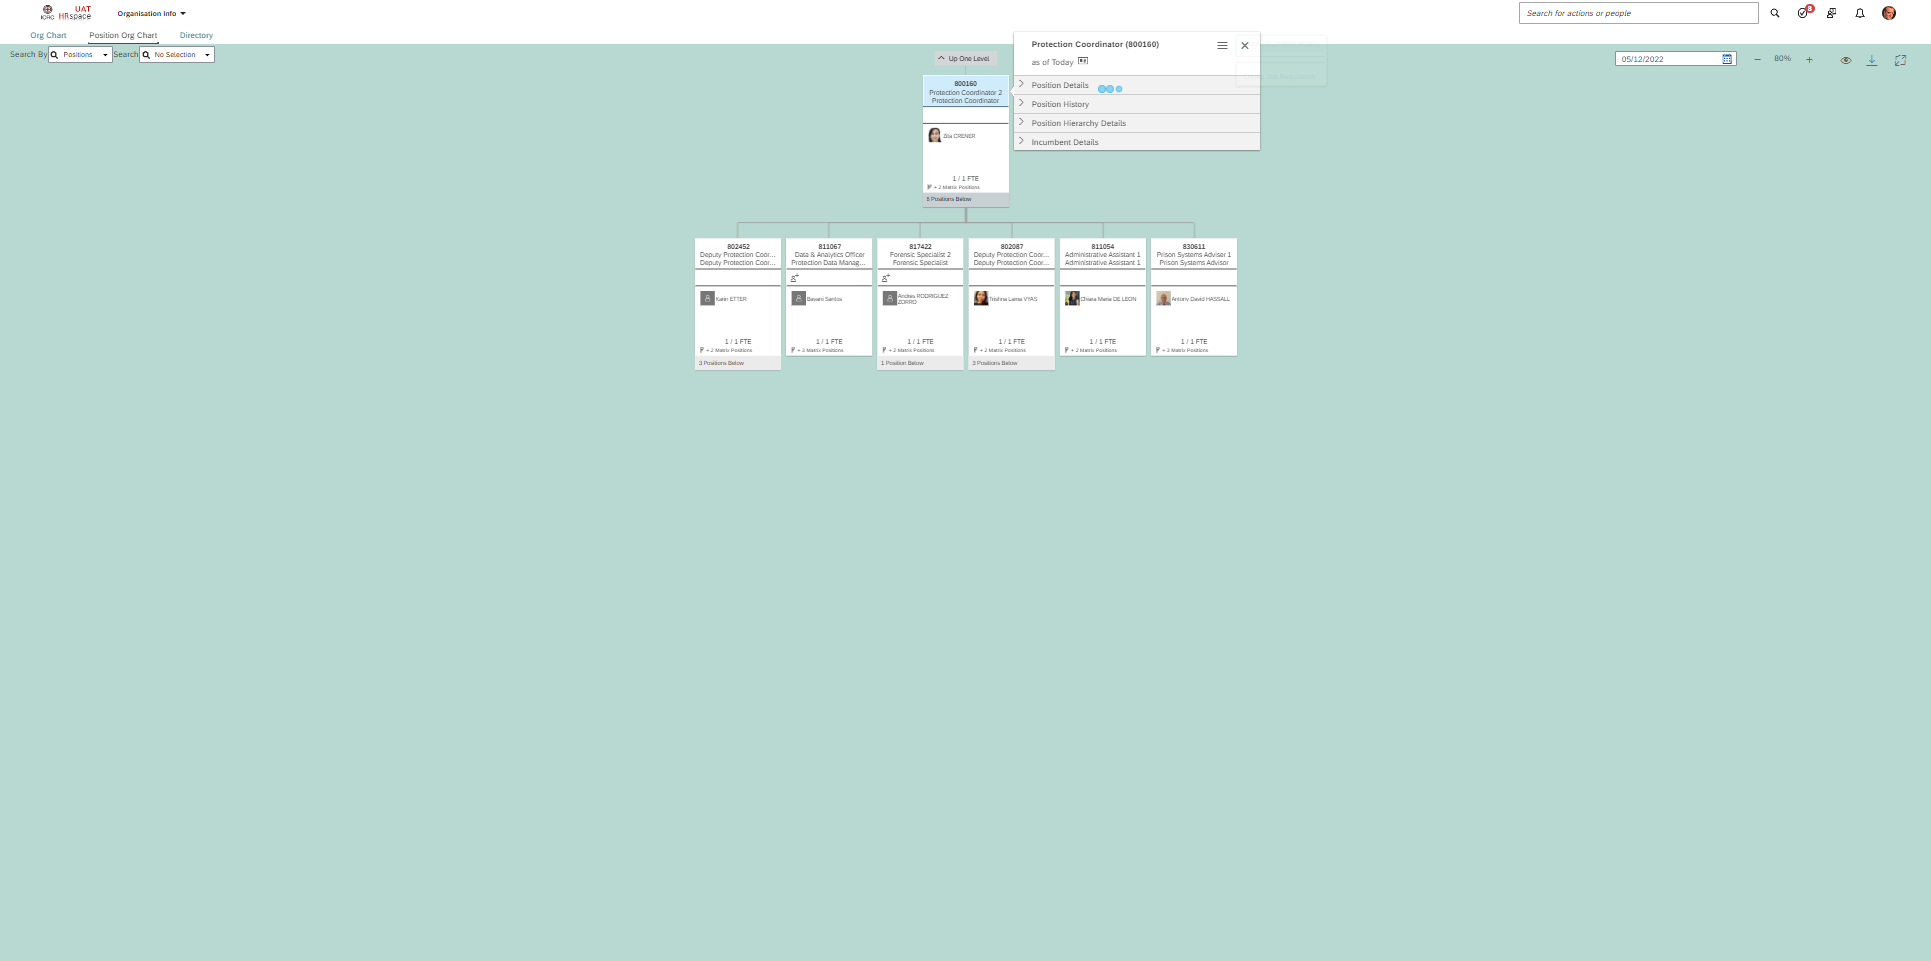 ICRC
UAT
HRspace
Organisation Info
Search for actions or people
8
Org Chart
Position Org Chart
Directory
Search By
Positions
Search
No Selection
05/12/2022
80%
Up One Level
Protection Coordinator (800160)
as of Today
Position Details
Position History
Position Hierarchy Details
Incumbent Details
800160
Protection Coordinator 2
Protection Coordinator
CRENER
1 / 1 FTE
+ 2 Matrix Positions
6 Positions Below
802452
Deputy Protection Coor...
Deputy Protection Coor...
Karin ETTER
1 / 1 FTE
+ 2 Matrix Positions
3 Positions Below
811067
Data & Analytics Officer
Protection Data Manag...
Bayani Santos
1 / 1 FTE
+ 3 Matrix Positions
817422
Forensic Specialist 2
Forensic Specialist
Andres RODRIGUEZ
ZORRO
1 / 1 FTE
+ 2 Matrix Positions
1 Position Below
802087
Deputy Protection Coor...
Deputy Protection Coor...
Trishna Lama VYAS
1 / 1 FTE
+ 2 Matrix Positions
3 Positions Below
811054
Administrative Assistant 1
Administrative Assistant 1
Chiara Maria DE LEON
1 / 1 FTE
+ 2 Matrix Positions
830611
Prison Systems Adviser 1
Prison Systems Advisor
Antony David HASSALL
1 / 1 FTE
+ 3 Matrix Positions